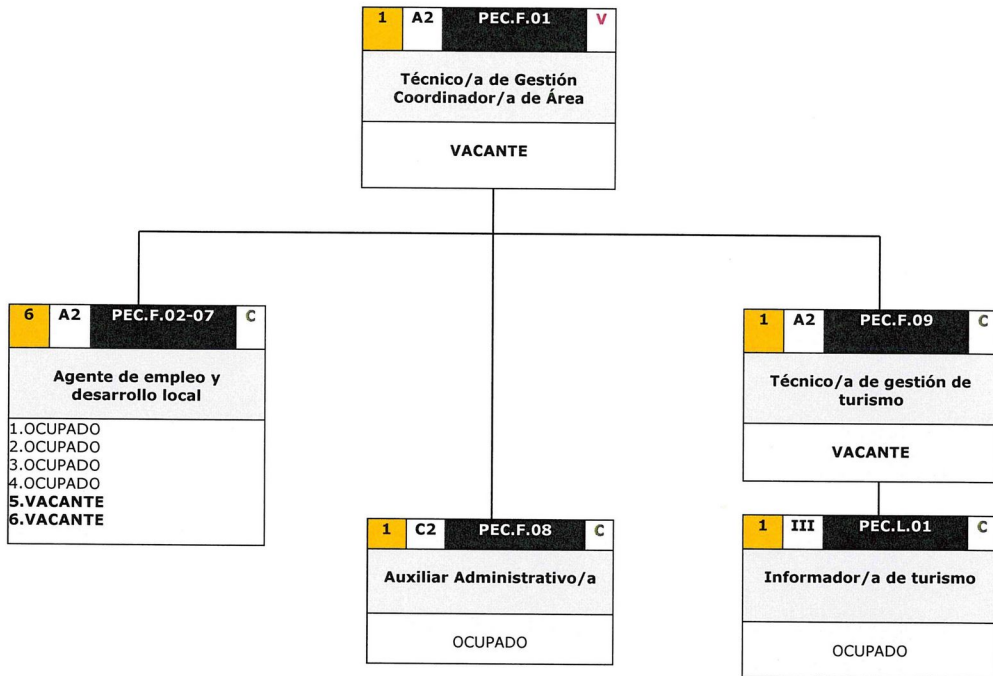 1 A2 PEC.F.01 V
Técnico/a de Gestión
Coordinador/a de Área
VACANTE
6 A2 PEC.F.02-07 C
Agente de empleo y
desarrollo local
1.OCUPADO
2.OCUPADO
3.OCUPADO
4.OCUPADO
5.VACANTE
6.VACANTE
1 C2 PEC.F.08 C
Auxiliar Administrativo/a
OCUPADO
1 A2 PEC.F.09 C
Técnico/a de gestión de
turismo
VACANTE
1 III PEC.L.01 C
Informador/a de turismo
OCUPADO